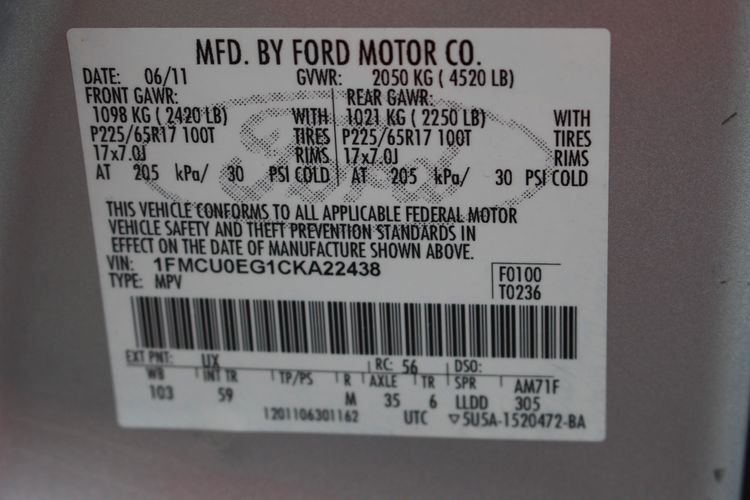 MFD. BY FORD MOTOR CO.
DATE: 06/11 GVWR: 2050 KG ( 4520 LB)
FRONT GAWR: REAR GAWR:
1098 KG ( 2420 LB) WITH 1021 KG ( 2250 LB) WITH
P225/65R17 100T TIRES P225/65R17 100T TIRES
17x7.0J RIMS 17x7.0J RIMS
AT 205 kPa/ 30 PSI COLD AT 205 kPa/ 30 PSI COLD
Ford
THIS VEHICLE CONFORMS TO ALL APPLICABLE FEDERAL MOTOR
VEHICLE SAFETY AND THEFT PREVENTION STANDARDS IN
EFFECT ON THE DATE OF MANUFACTURE SHOWN ABOVE.
VIN: 1FMCU0EG1CKA22438 F0100
TYPE: MPV T0236
EXT PNT: UX RC: 56 DSO:
WB INT TR TP/PS R AXLE TR SPR AM71F
103 59 M 35 6 LLDD 305
1201106301162 UTC ▽5U5A-1520472-BA